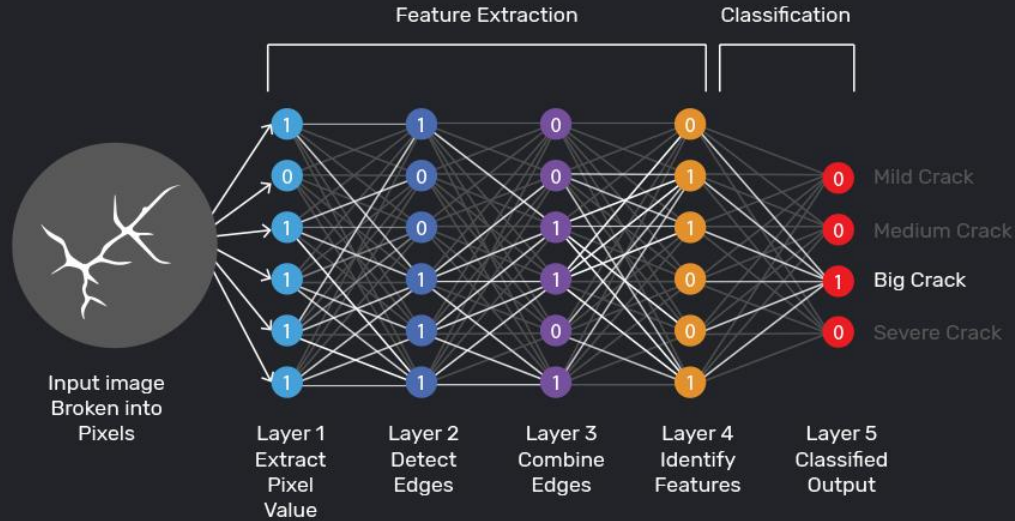 Feature Extraction
Classification
1 1 0 0
0 0 0 1 0 Mild Crack
1 0 1 1 0 Medium Crack
1 1 1 0 1 Big Crack
1 1 0 0 0 Severe Crack
1 1 1 1
Input image
Broken into
Pixels
Layer 1
Extract
Pixel
Value
Layer 2
Detect
Edges
Layer 3
Combine
Edges
Layer 4
Identify
Features
Layer 5
Classified
Output